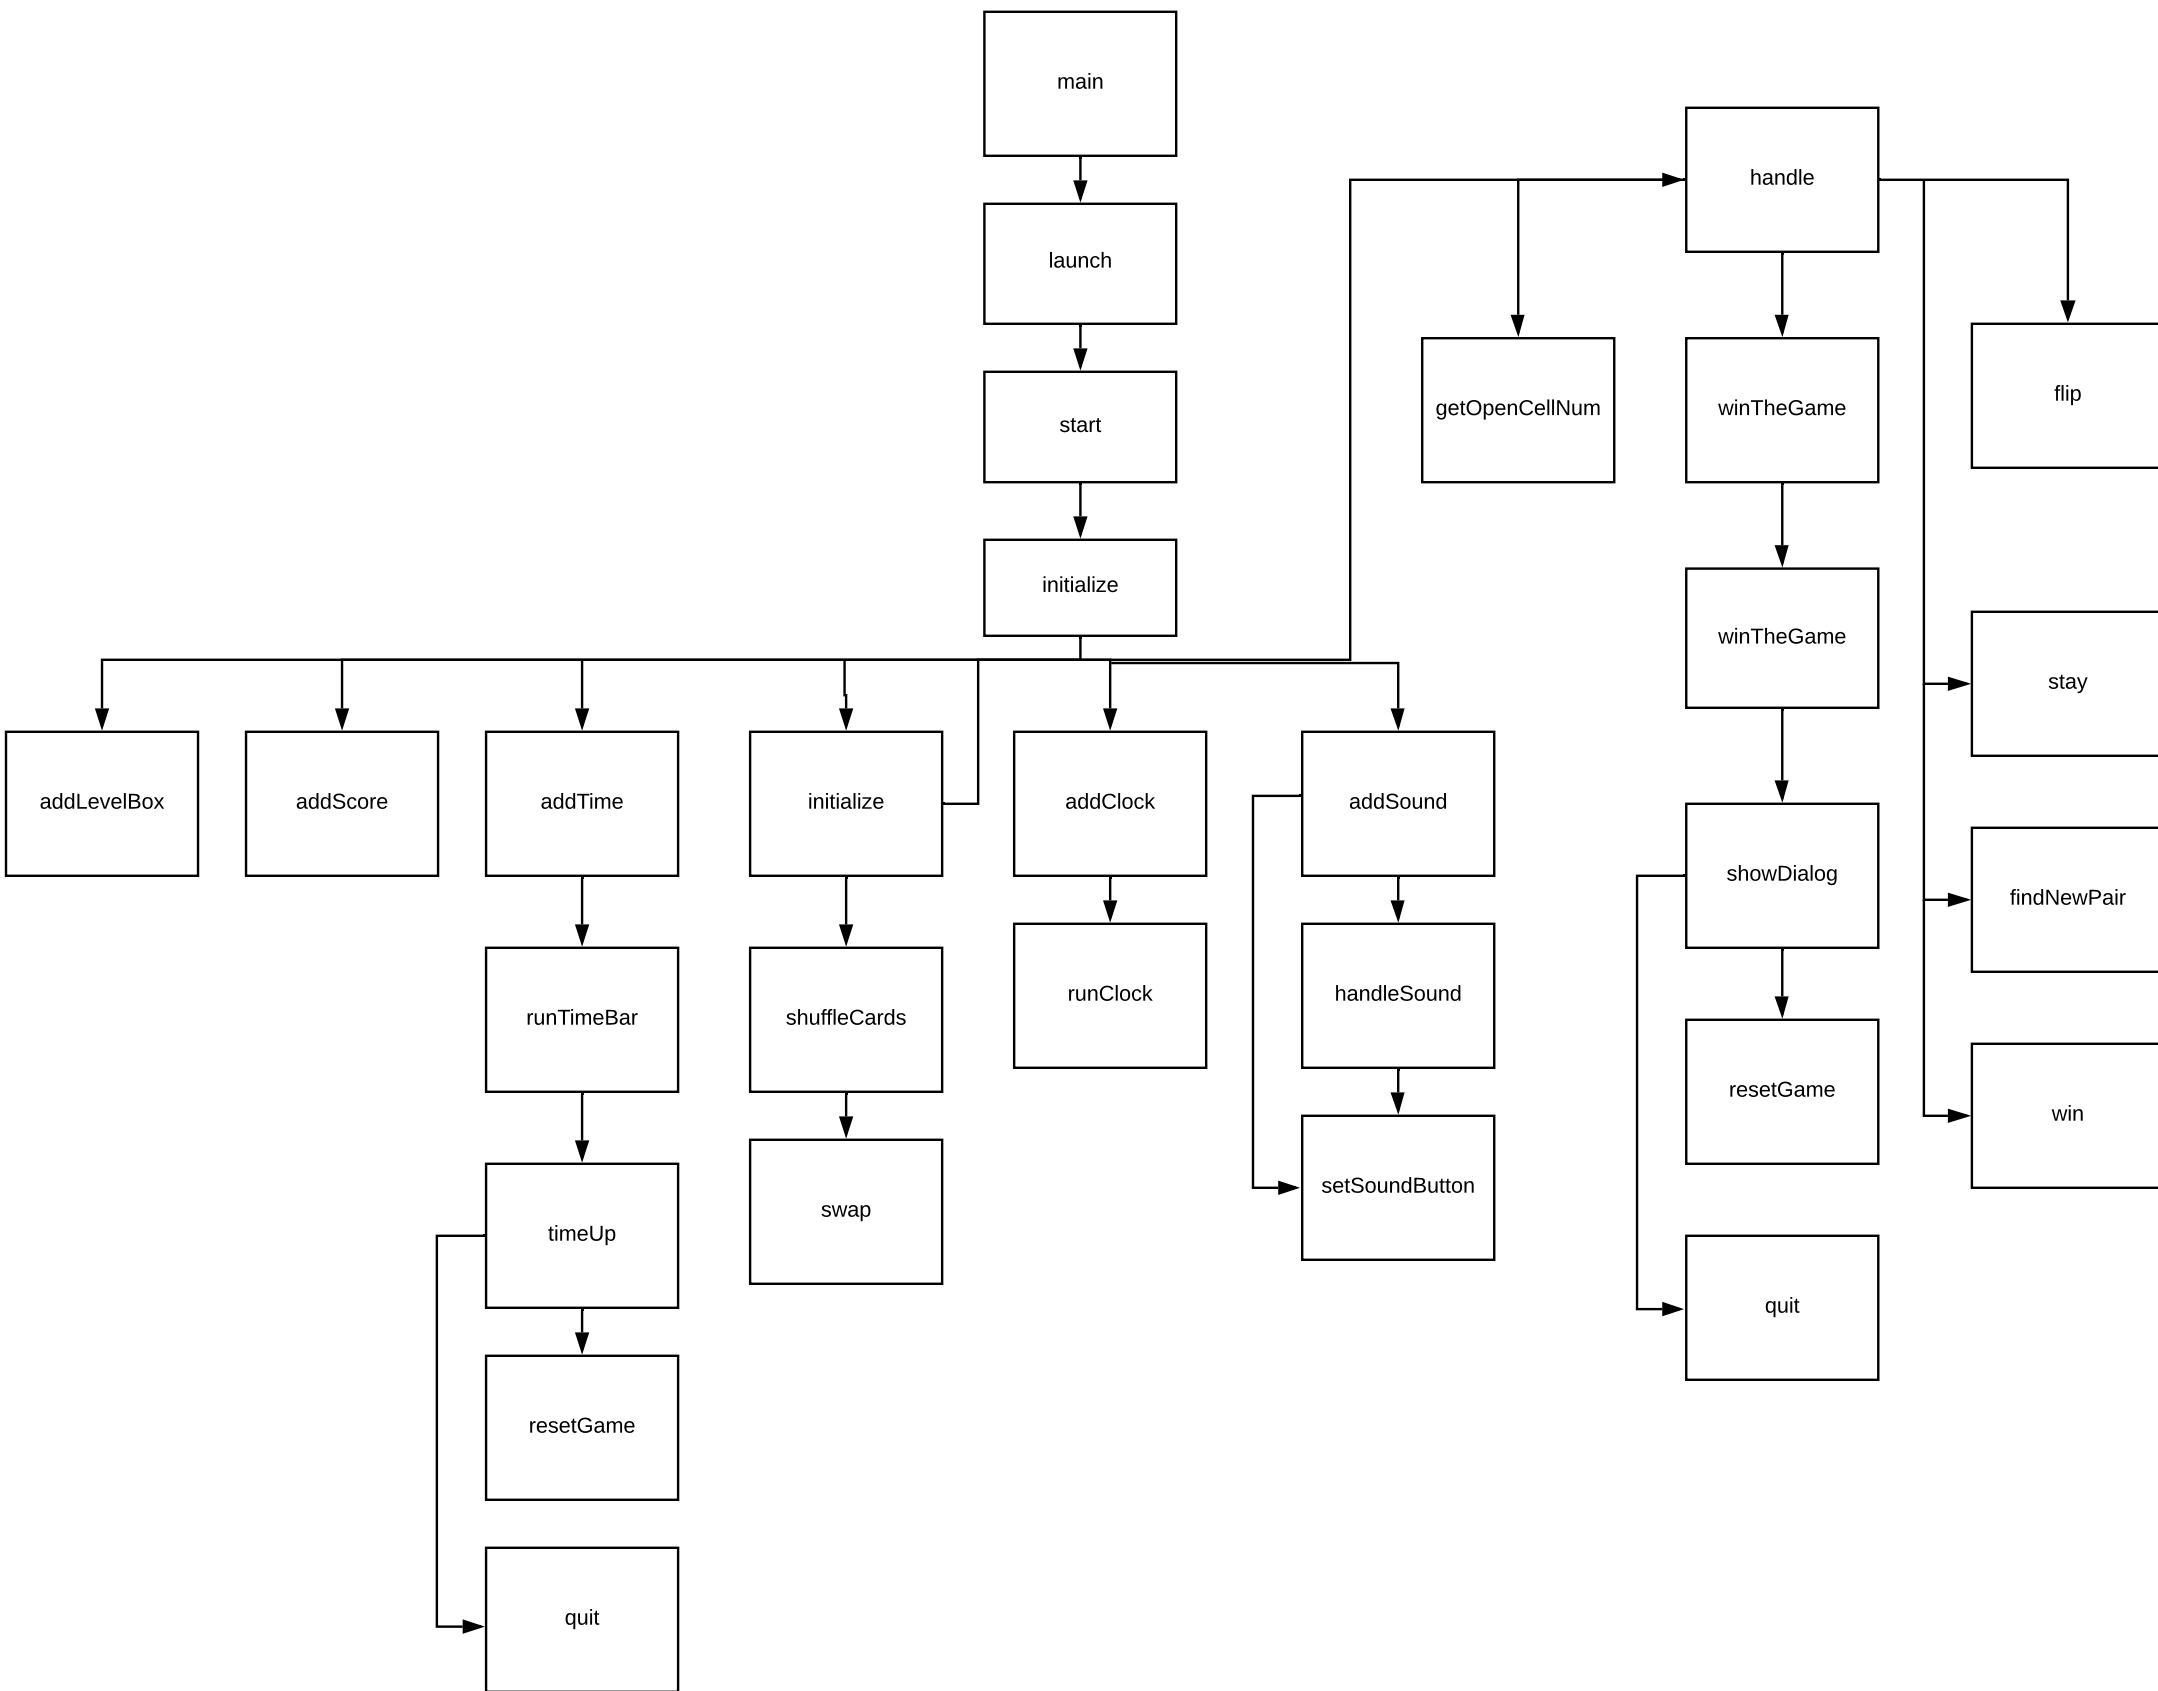 main
handle
launch
start
getOpenCellNum
winTheGame
flip
initialize
winTheGame
stay
addLevelBox
addScore
addTime
initialize
addClock
addSound
showDialog
findNewPair
runTimeBar
shuffleCards
runClock
handleSound
resetGame
win
timeUp
swap
setSoundButton
quit
resetGame
quit